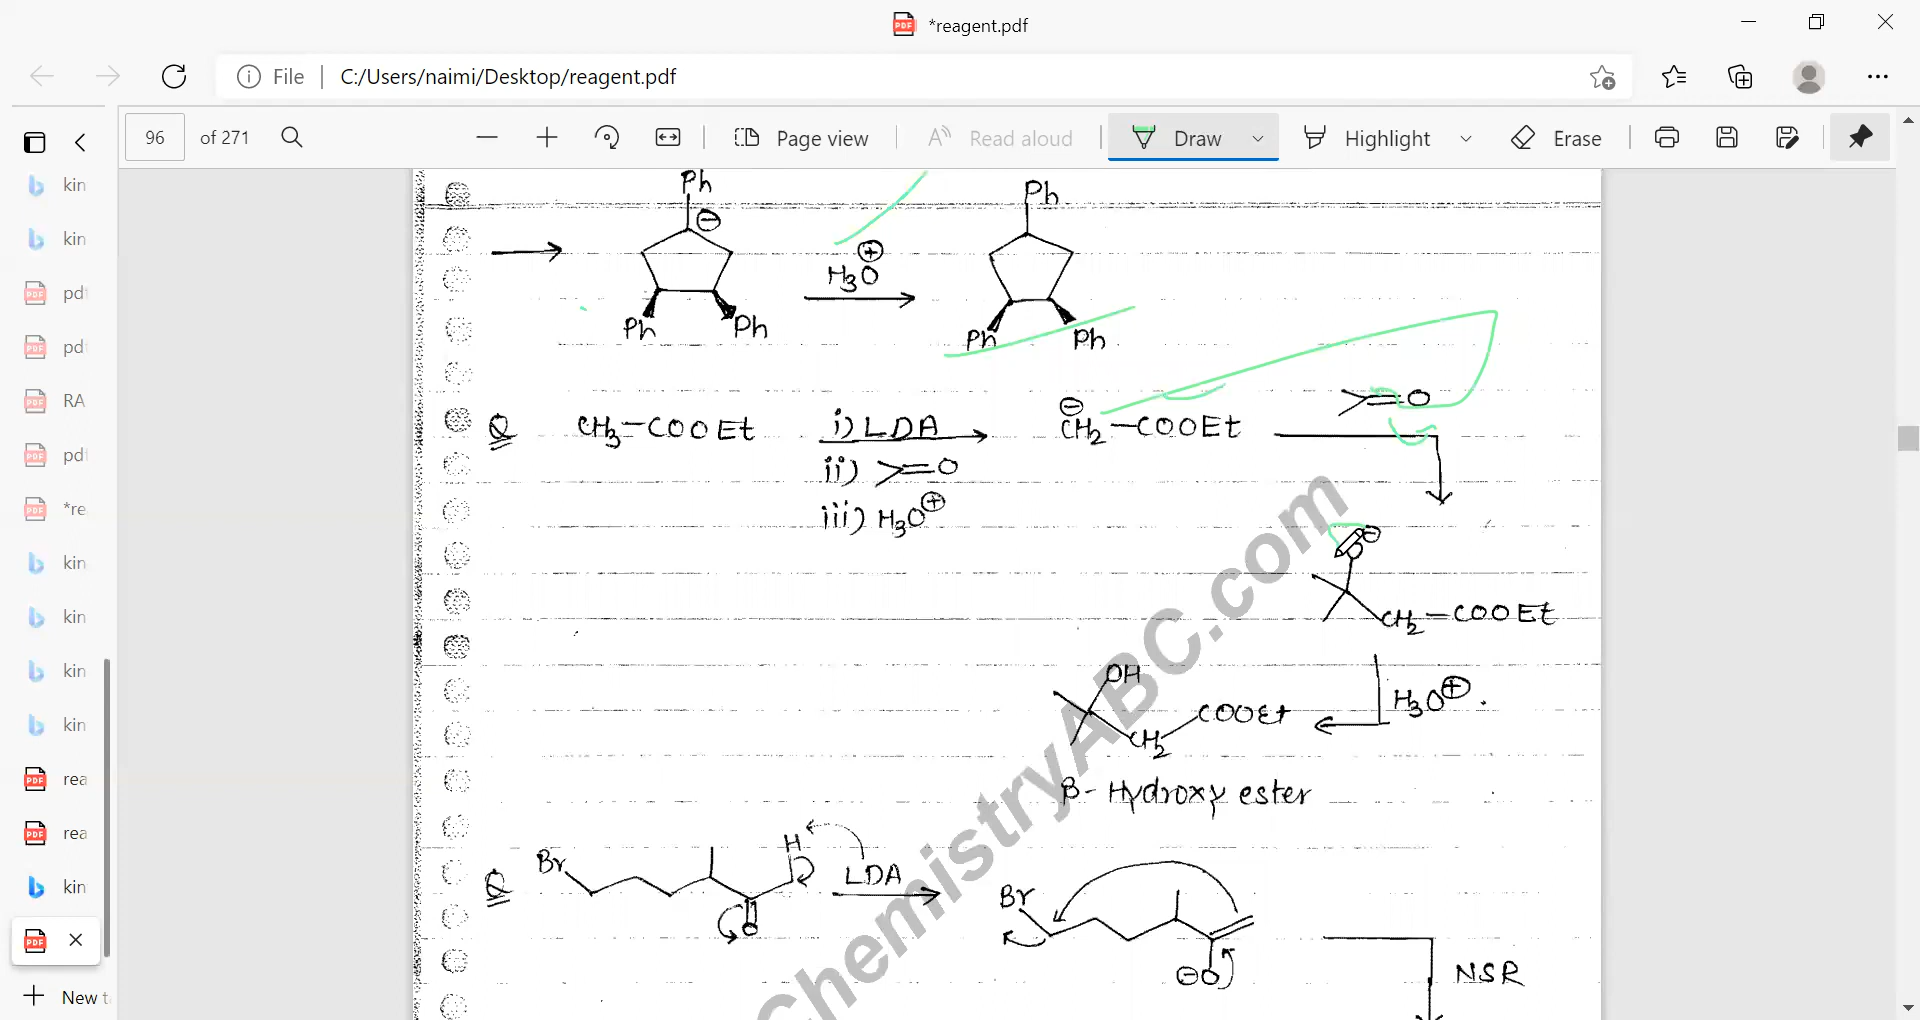 *reagent.pdf
File | C:/Users/naimi/Desktop/reagent.pdf
96 of 271
Page view
Read aloud
Draw
Highlight
Erase
kin
kin
pdf
pdf
RA
pdf
*re
kin
kin
kin
kin
rea
rea
kin
New t
Ph
⊖
Ph
Ph
H3O⊕
Ph
Ph
Ph
Q CH3-COOEt
i) LDA
ii) >=O
iii) H3O⊕
⊖
CH2-COOEt
=O
O⊖
CH2-COOEt
H3O⊕.
OH
COOEt
CH2
β- Hydroxy ester
Q Br
H
O
LDA
Br
⊖O
NSR
ChemistryABC.com